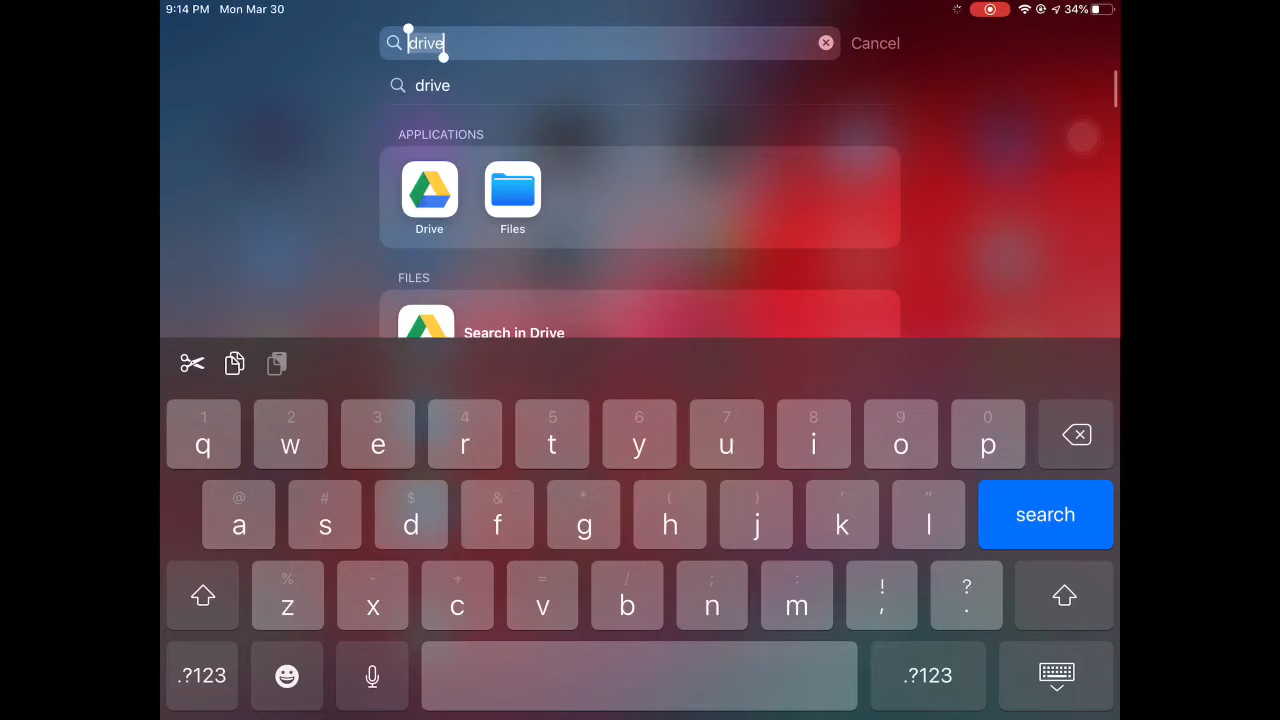 9:14 PM Mon Mar 30 34%
drive Cancel
drive
APPLICATIONS
Drive Files
FILES
Search in Drive
1 2 3 4 5 6 7 8 9 0
q w e r t y u i o p
@ # $ & * ( ) ' "
a s d f g h j k l search
% - + = / ; : ! ?
z x c v b n m , .
.?123 .?123